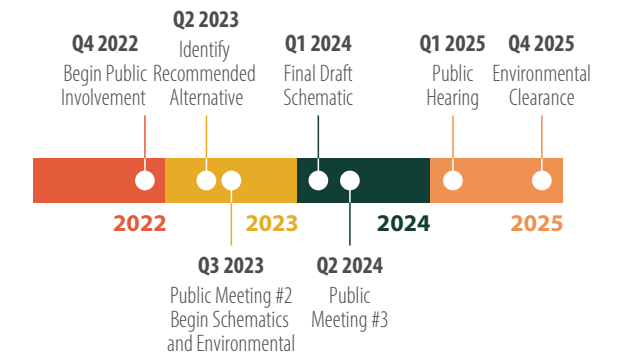 Q4 2022
Begin Public
Involvement
Q2 2023
Identify
Recommended
Alternative
Q1 2024
Final Draft
Schematic
Q1 2025
Public
Hearing
Q4 2025
Environmental
Clearance
2022
2023
2024
2025
Q3 2023
Public Meeting #2
Begin Schematics
and Environmental
Q2 2024
Public
Meeting #3